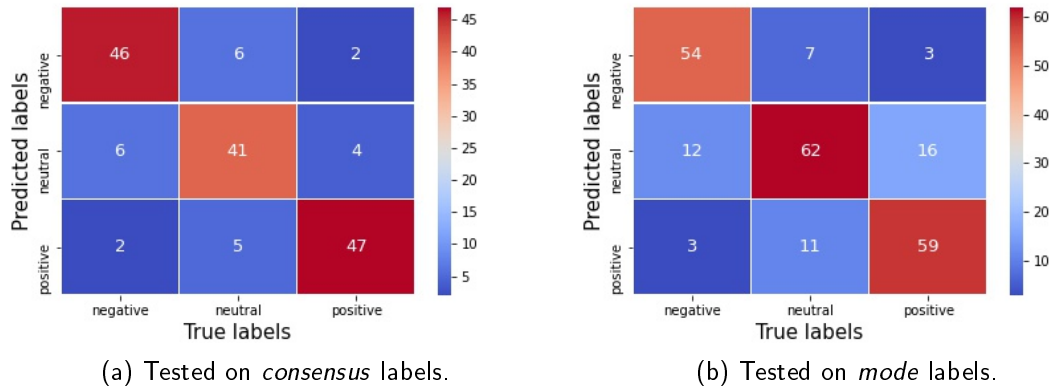 Predicted labels
negative
neutral
positive
46 6 2
6 41 4
2 5 47
negative neutral positive
True labels
45
40
35
30
25
20
15
10
5
(a) Tested on consensus labels.
Predicted labels
negative
neutral
positive
54 7 3
12 62 16
3 11 59
negative neutral positive
True labels
60
50
40
30
20
10
(b) Tested on mode labels.